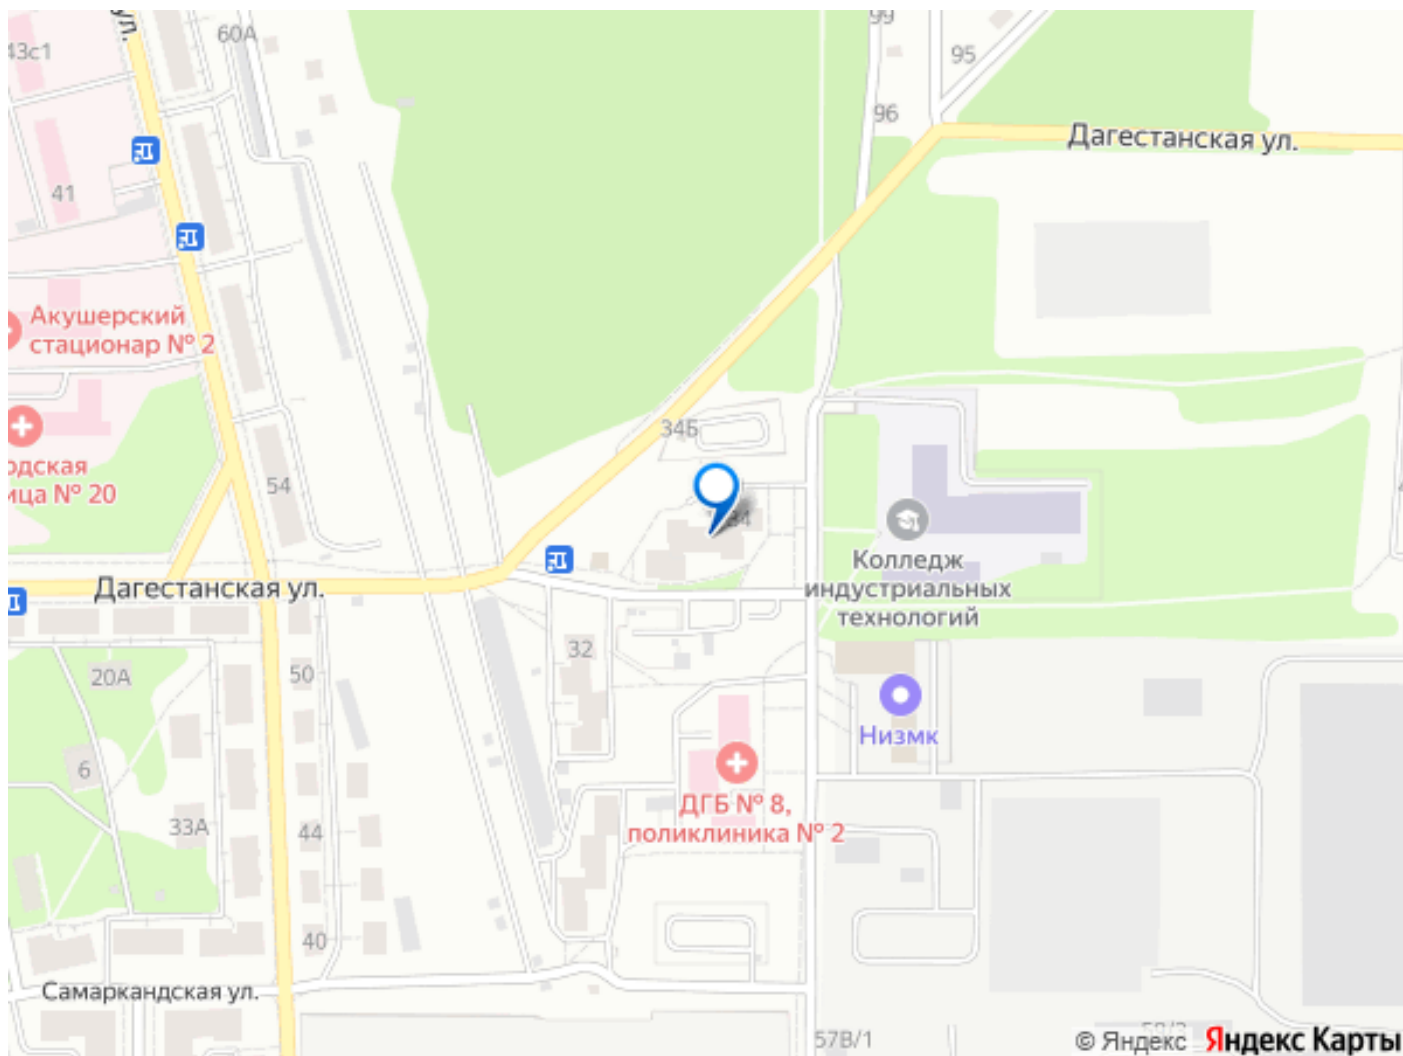 ул.
60А
99
43с1
95
96
Дагестанская ул.
41
Акушерский
стационар № 2
34Б
одская
ица № 20
54
34
Колледж
индустриальных
технологий
Дагестанская ул.
32
20А
50
Низмк
6
ДГБ № 8,
поликлиника № 2
33А
44
40
Самаркандская ул.
57В/1
© Яндекс Яндекс Карты